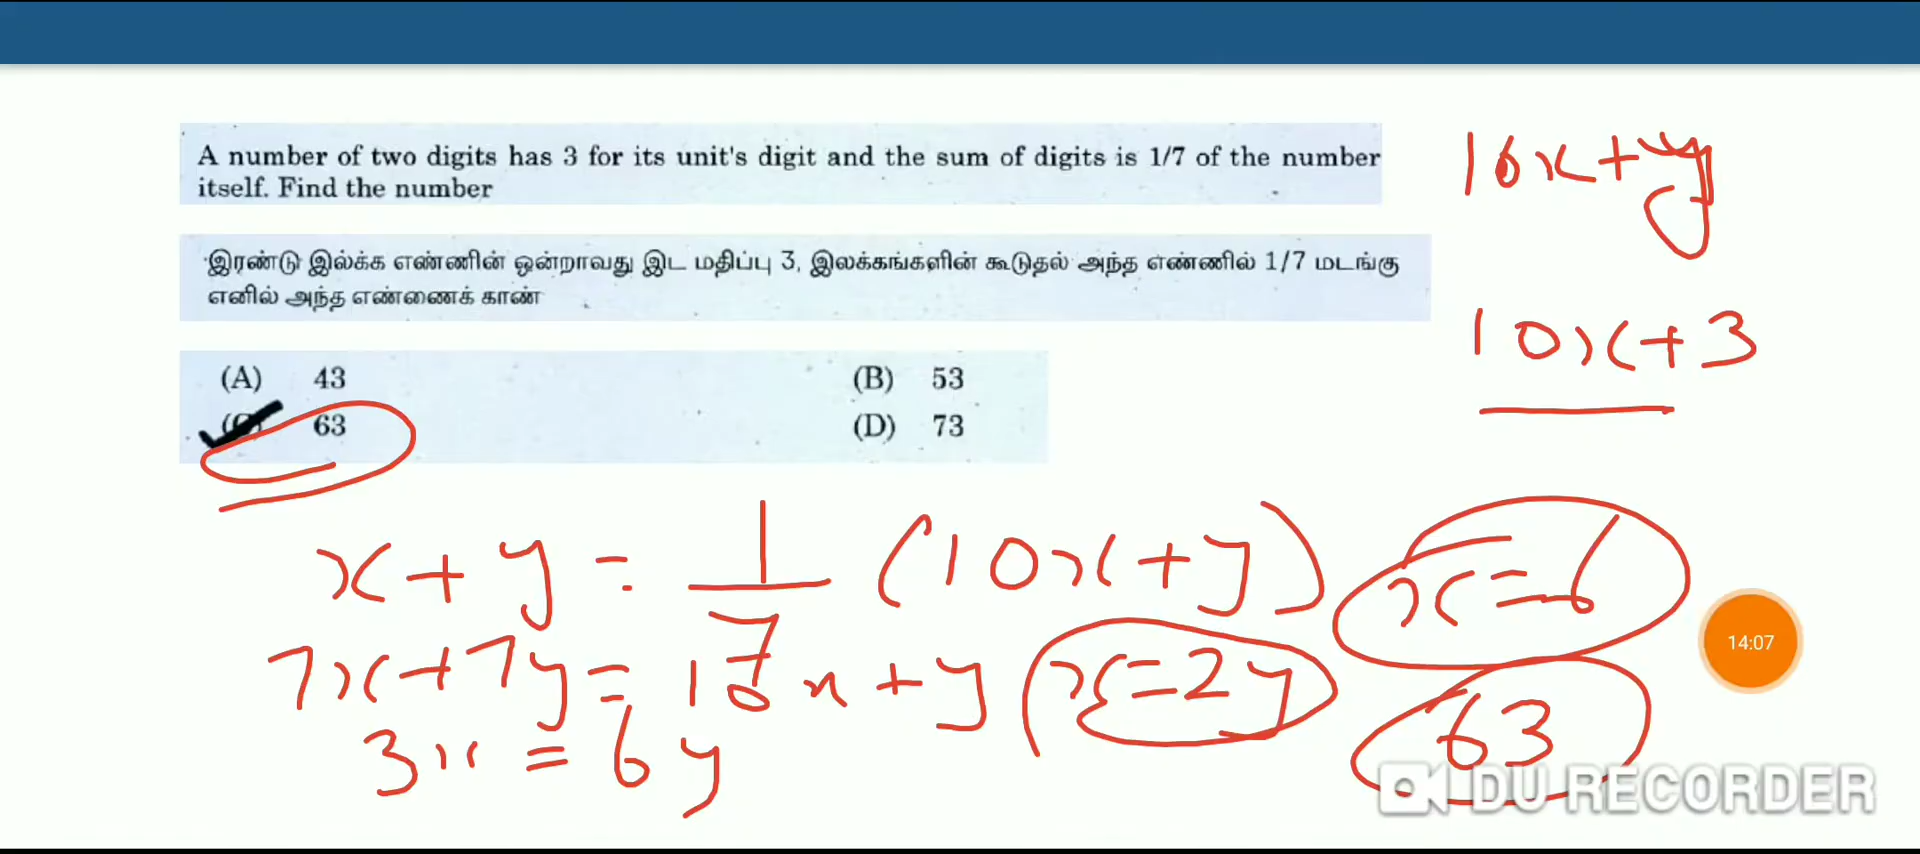 A number of two digits has 3 for its unit's digit and the sum of digits is 1/7 of the number
itself. Find the number
இரண்டு இல்க்க எண்ணின் ஒன்றாவது இட மதிப்பு 3, இலக்கங்களின் கூடுதல் அந்த எண்ணில் 1/7 மடங்கு
எனில் அந்த எண்ணைக் காண்
(A) 43 (B) 53
(C) 63 (D) 73
10x+y
10x+3
x+y = 1/7 (10x+y)
x=6
7x+7y=10x+y
x=2y
3x=6y
63
14:07
DU RECORDER